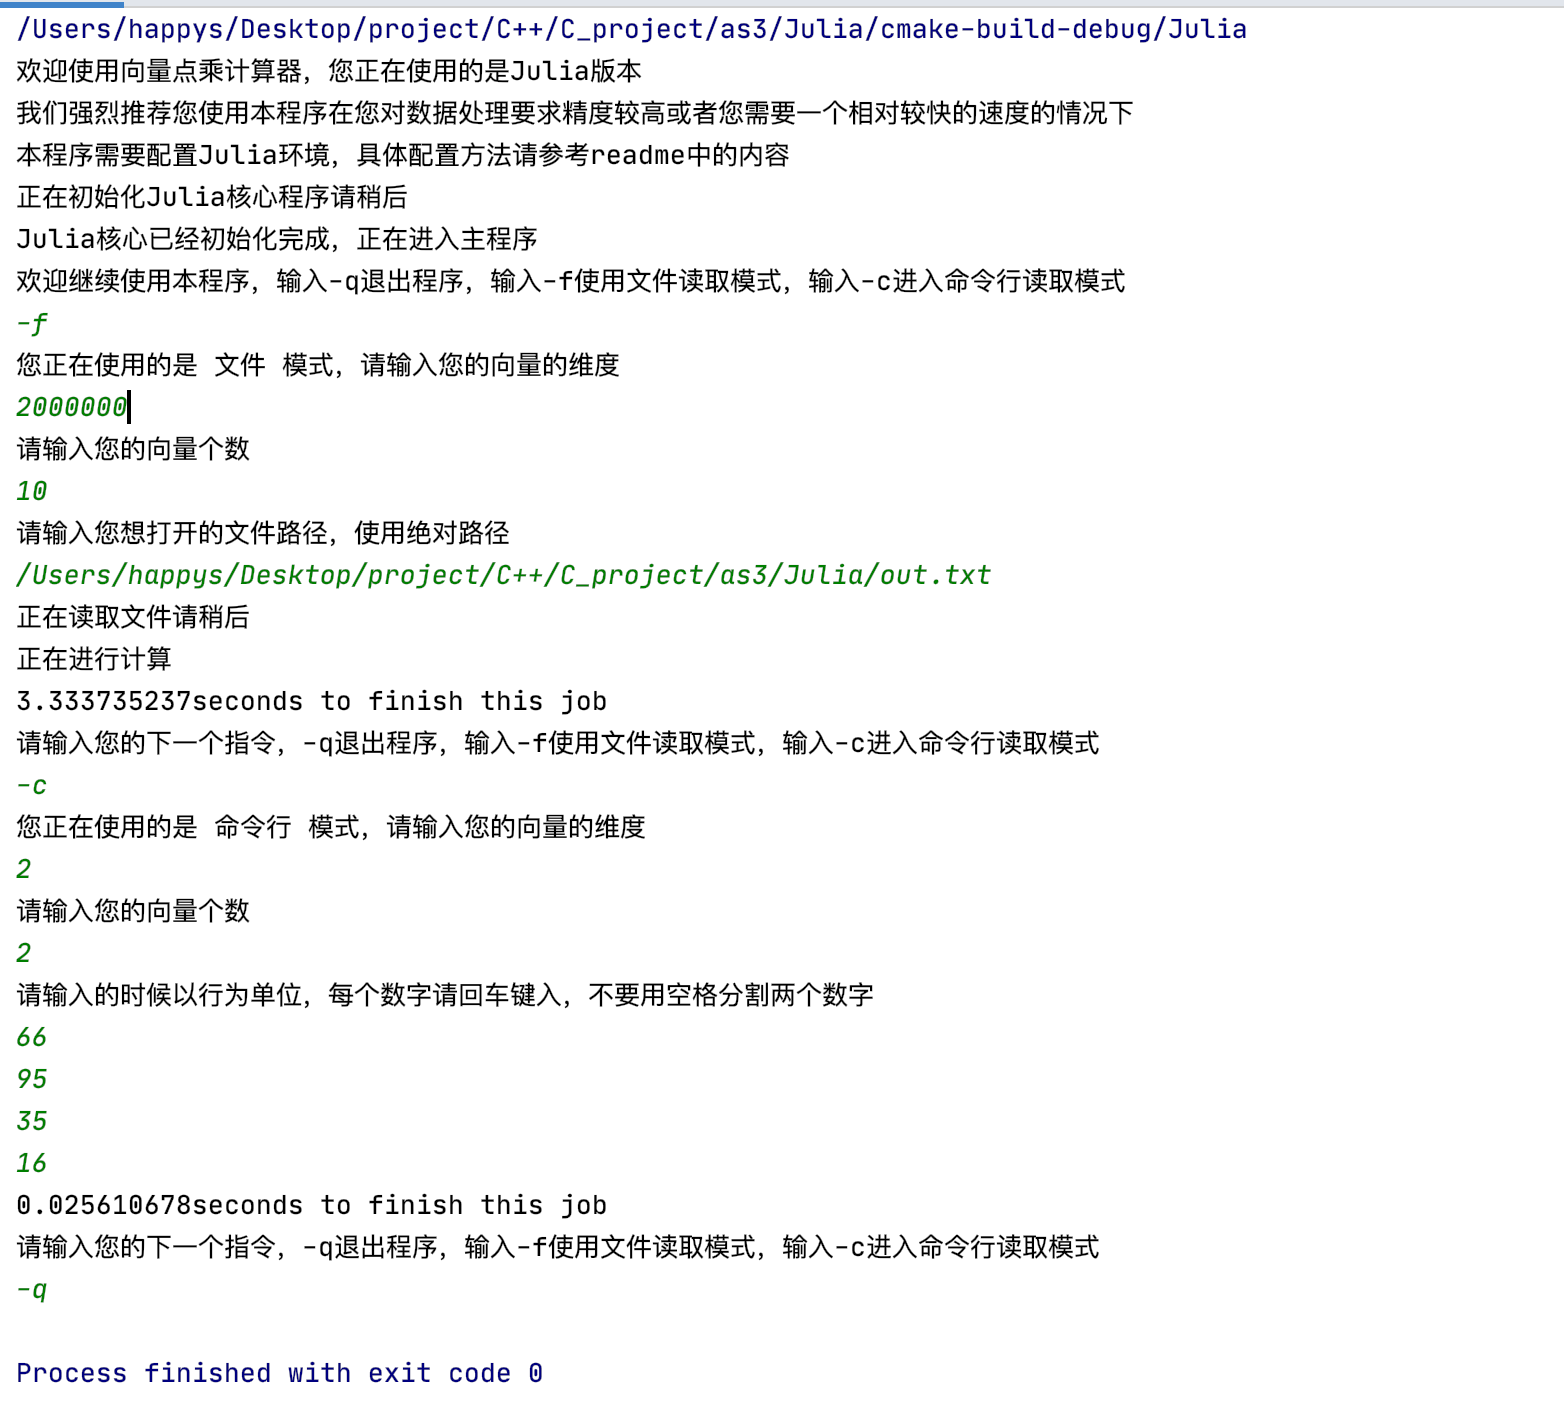 /Users/happys/Desktop/project/C++/C_project/as3/Julia/cmake-build-debug/Julia
欢迎使用向量点乘计算器，您正在使用的是Julia版本
我们强烈推荐您使用本程序在您对数据处理要求精度较高或者您需要一个相对较快的速度的情况下
本程序需要配置Julia环境，具体配置方法请参考readme中的内容
正在初始化Julia核心程序请稍后
Julia核心已经初始化完成，正在进入主程序
欢迎继续使用本程序，输入-q退出程序，输入-f使用文件读取模式，输入-c进入命令行读取模式
-f
您正在使用的是 文件 模式，请输入您的向量的维度
2000000
请输入您的向量个数
10
请输入您想打开的文件路径，使用绝对路径
/Users/happys/Desktop/project/C++/C_project/as3/Julia/out.txt
正在读取文件请稍后
正在进行计算
3.333735237seconds to finish this job
请输入您的下一个指令，-q退出程序，输入-f使用文件读取模式，输入-c进入命令行读取模式
-c
您正在使用的是 命令行 模式，请输入您的向量的维度
2
请输入您的向量个数
2
请输入的时候以行为单位，每个数字请回车键入，不要用空格分割两个数字
66
95
35
16
0.025610678seconds to finish this job
请输入您的下一个指令，-q退出程序，输入-f使用文件读取模式，输入-c进入命令行读取模式
-q
Process finished with exit code 0